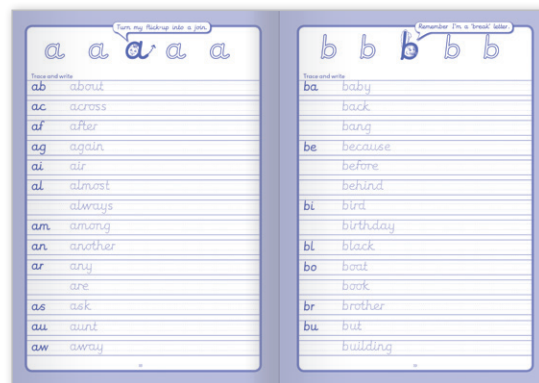 Turn my flick-up into a join.
a a a a a
Trace and write
ab about
ac across
af after
ag again
ai air
al almost
always
am among
an another
ar any
are
as ask
au aunt
aw away
Remember I'm a 'break' letter.
b b b b b
Trace and write
ba baby
back
bang
be because
before
behind
bi bird
birthday
bl black
bo boat
book
br brother
bu but
building